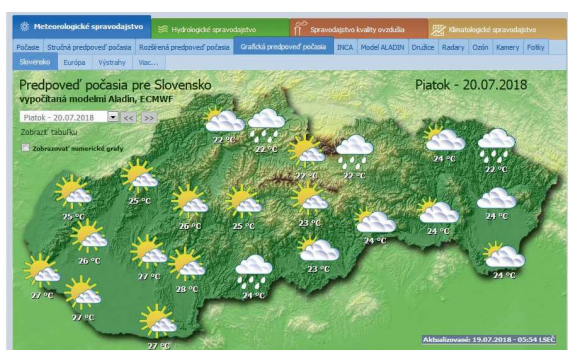 Meteorologické spravodajstvo
Hydrologické spravodajstvo
Spravodajstvo kvality ovzdušia
Klimatologické spravodajstvo
Počasie Stručná predpoveď počasia Rozšírená predpoveď počasia Grafická predpoveď počasia INCA Model ALADIN Družice Radary Ozón Kamery Fotky
Slovensko Európa Výstrahy Viac...
Predpoveď počasia pre Slovensko
Piatok - 20.07.2018
vypočítaná modelmi Aladin, ECMWF
Piatok - 20.07.2018 << >>
Zobraziť tabuľku
Zobrazovať numerické grafy
22 °C
22 °C
22 °C
22 °C
24 °C
22 °C
25 °C
25 °C
26 °C
25 °C
23 °C
24 °C
24 °C
24 °C
26 °C
27 °C
28 °C
24 °C
23 °C
24 °C
27 °C
27 °C
27 °C
Aktualizované: 19.07.2018 - 05:54 LSEČ